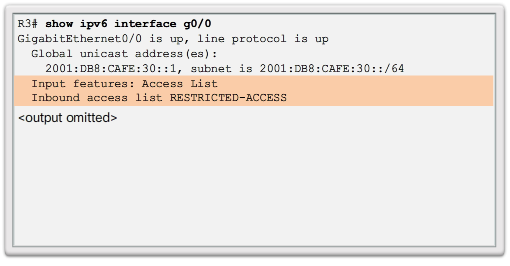 R3# show ipv6 interface g0/0
GigabitEthernet0/0 is up, line protocol is up
Global unicast address(es):
2001:DB8:CAFE:30::1, subnet is 2001:DB8:CAFE:30::/64
Input features: Access List
Inbound access list RESTRICTED-ACCESS
<output omitted>